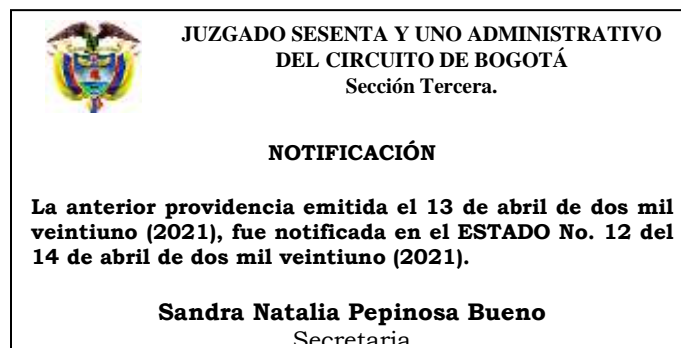 JUZGADO SESENTA Y UNO ADMINISTRATIVO
DEL CIRCUITO DE BOGOTÁ
Sección Tercera.
NOTIFICACIÓN
La anterior providencia emitida el 13 de abril de dos mil
veintiuno (2021), fue notificada en el ESTADO No. 12 del
14 de abril de dos mil veintiuno (2021).
Sandra Natalia Pepinosa Bueno
Secretaria